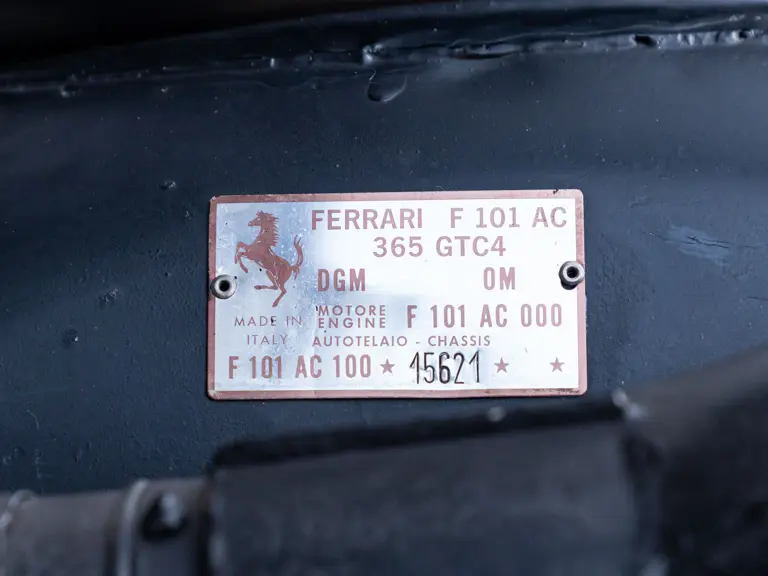 FERRARI F 101 AC
365 GTC4
DGM OM
MADE IN MOTORE F 101 AC 000
ITALY ENGINE
AUTOTELAIO - CHASSIS
F 101 AC 100 ★ 15621 ★ ★